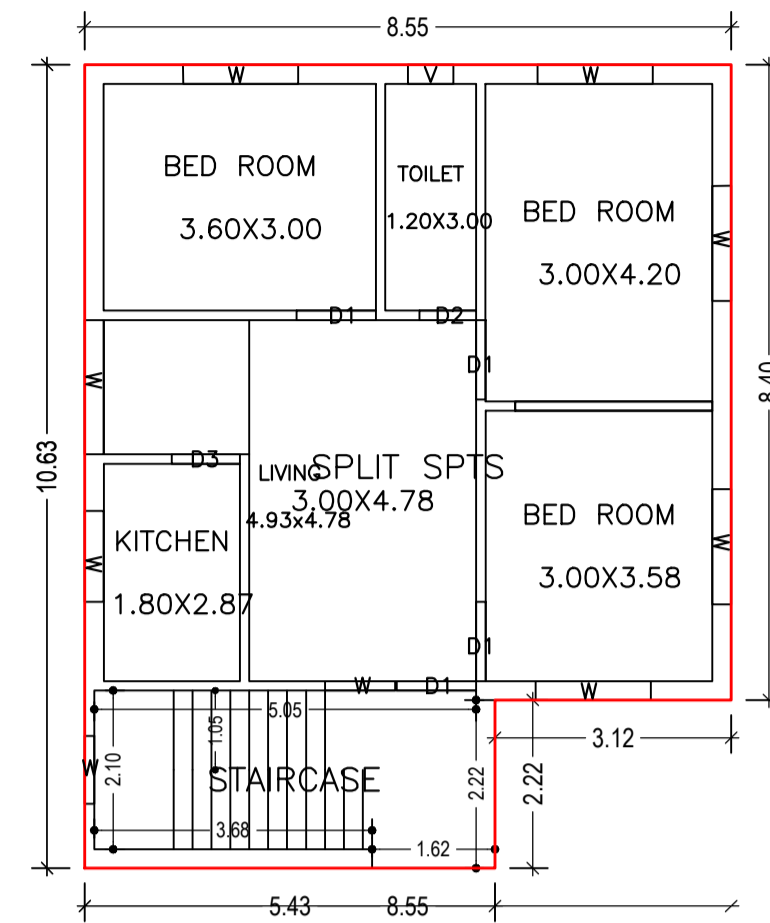 8.55
W
V
W
BED ROOM
3.60X3.00
TOILET
1.20X3.00
BED ROOM
3.00X4.20
W
D1
D2
D1
W
8.40
10.63
D3
LIVING
4.93x4.78
SPLIT SPTS
3.00X4.78
KITCHEN
1.80X2.87
W
BED ROOM
3.00X3.58
W
D1
W
D1
W
5.05
1.05
2.10
W
STAIRCASE
2.22
2.22
3.12
3.68
1.62
5.43
8.55